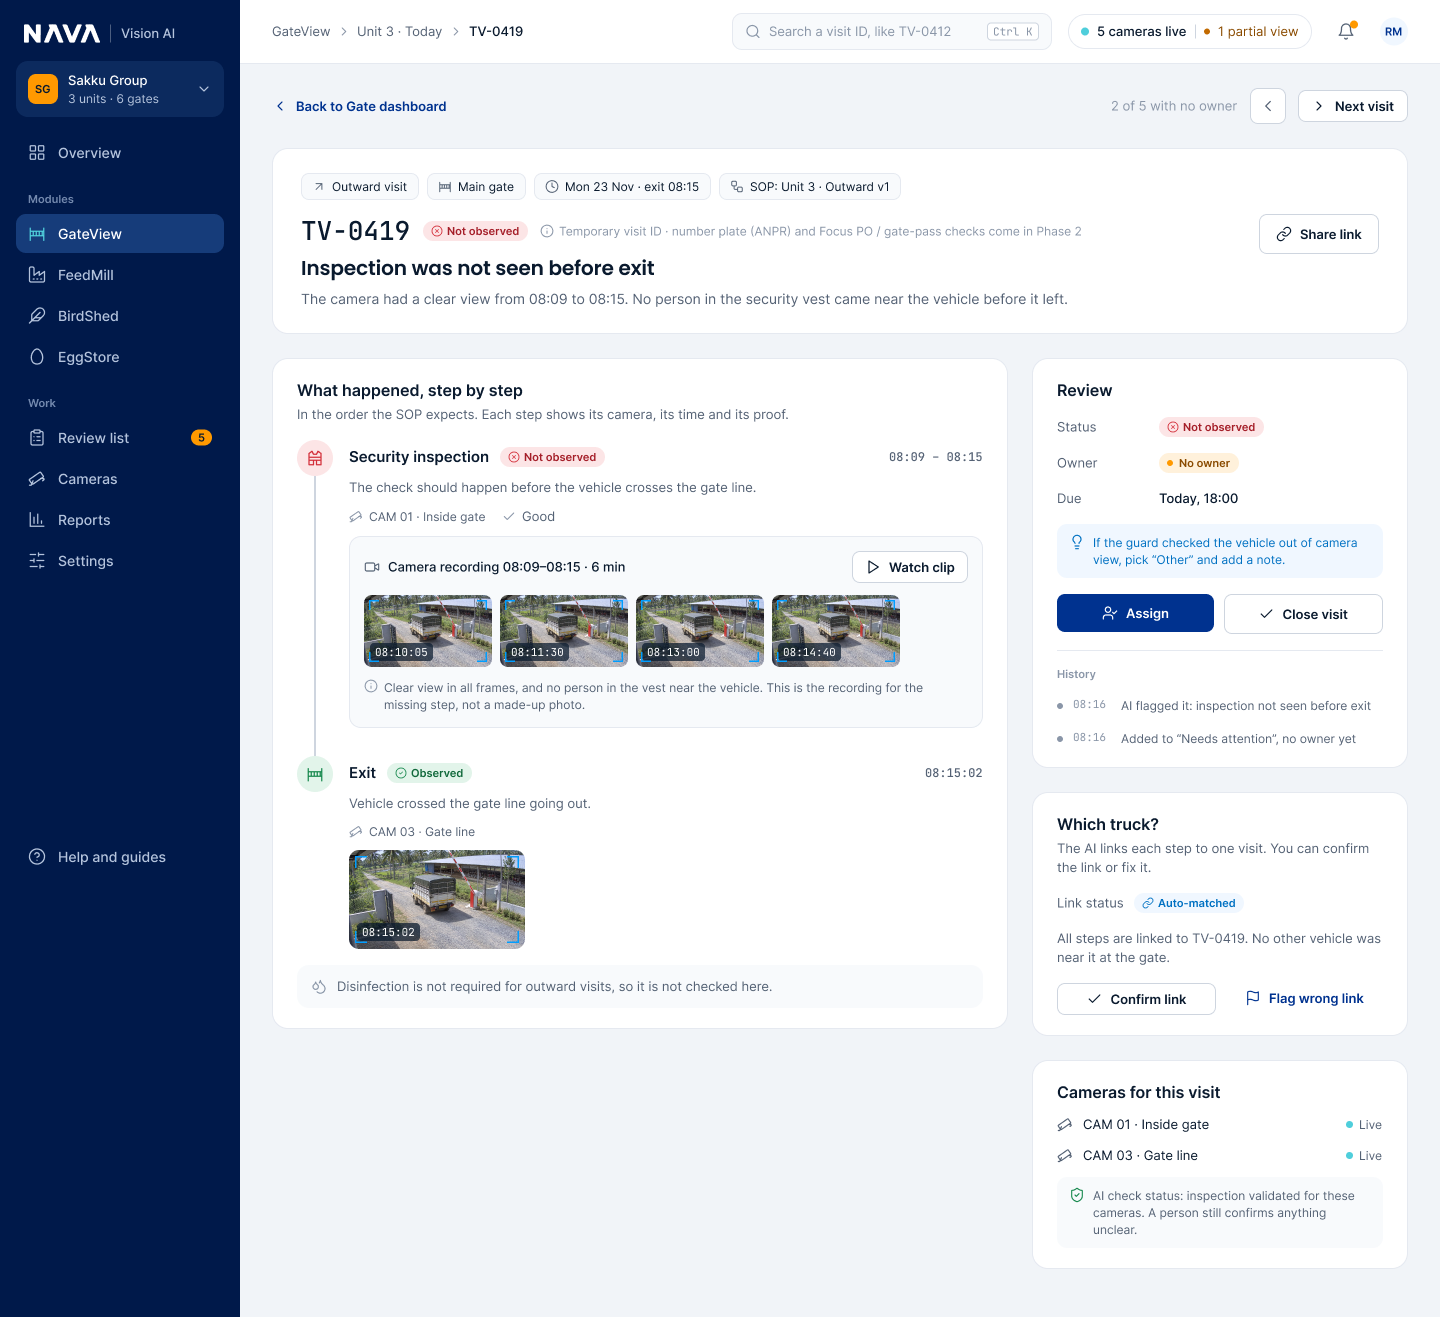 NAVA Vision AI
SG
Sakku Group
3 units · 6 gates
Overview
Modules
GateView
FeedMill
BirdShed
EggStore
Work
Review list 5
Cameras
Reports
Settings
Help and guides
GateView > Unit 3 · Today > TV-0419
Search a visit ID, like TV-0412 Ctrl K
5 cameras live 1 partial view
RM
Back to Gate dashboard
2 of 5 with no owner
Next visit
Outward visit
Main gate
Mon 23 Nov · exit 08:15
SOP: Unit 3 · Outward v1
TV-0419 Not observed Temporary visit ID · number plate (ANPR) and Focus PO / gate-pass checks come in Phase 2
Share link
Inspection was not seen before exit
The camera had a clear view from 08:09 to 08:15. No person in the security vest came near the vehicle before it left.
What happened, step by step
In the order the SOP expects. Each step shows its camera, its time and its proof.
Security inspection Not observed 08:09 – 08:15
The check should happen before the vehicle crosses the gate line.
CAM 01 · Inside gate Good
Camera recording 08:09–08:15 · 6 min
Watch clip
08:10:05
08:11:30
08:13:00
08:14:40
Clear view in all frames, and no person in the vest near the vehicle. This is the recording for the
missing step, not a made-up photo.
Exit Observed 08:15:02
Vehicle crossed the gate line going out.
CAM 03 · Gate line
08:15:02
Disinfection is not required for outward visits, so it is not checked here.
Review
Status Not observed
Owner No owner
Due Today, 18:00
If the guard checked the vehicle out of camera
view, pick “Other” and add a note.
Assign
Close visit
History
08:16 AI flagged it: inspection not seen before exit
08:16 Added to “Needs attention”, no owner yet
Which truck?
The AI links each step to one visit. You can confirm
the link or fix it.
Link status Auto-matched
All steps are linked to TV-0419. No other vehicle was
near it at the gate.
Confirm link
Flag wrong link
Cameras for this visit
CAM 01 · Inside gate Live
CAM 03 · Gate line Live
AI check status: inspection validated for these
cameras. A person still confirms anything
unclear.